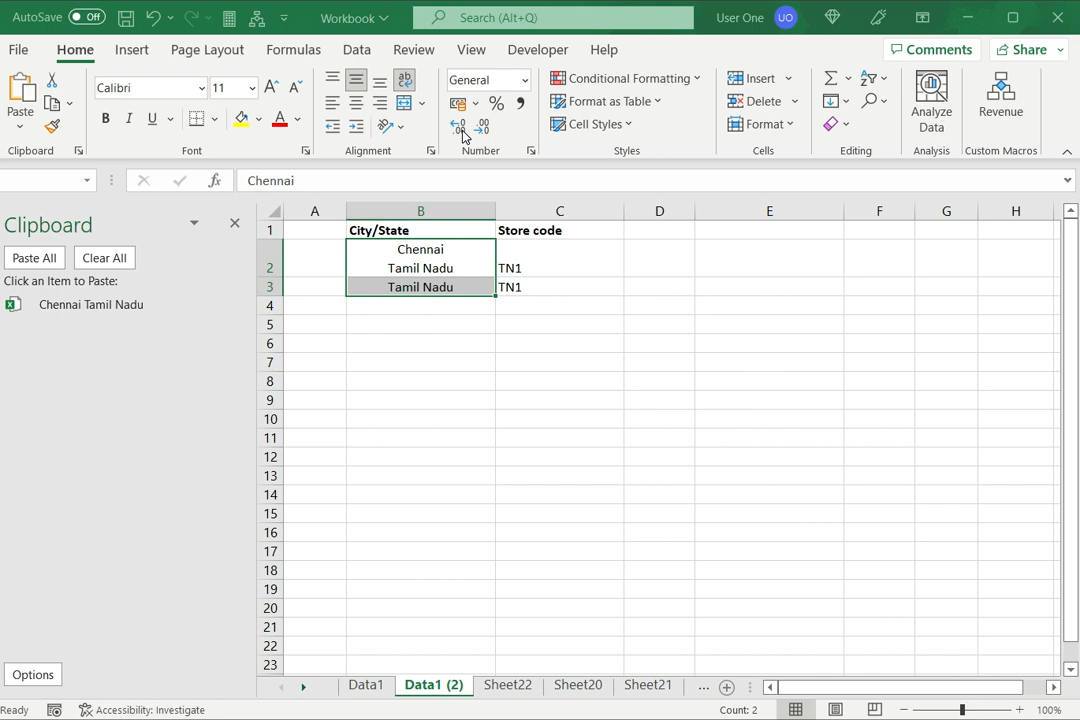 AutoSave Off Workbook Search (Alt+Q) User One UO
File Home Insert Page Layout Formulas Data Review View Developer Help Comments Share
Paste Calibri 11 A A ab General Conditional Formatting Insert Σ Analyze Data Revenue
B I U A % , Format as Table Delete
Cell Styles Format
Clipboard Font Alignment Number Styles Cells Editing Analysis Custom Macros
fx Chennai
Clipboard
Paste All Clear All
Click an Item to Paste:
Chennai Tamil Nadu
Options
A B C D E F G H
1 City/State Store code
Chennai
2 Tamil Nadu TN1
3 Tamil Nadu TN1
4
5
6
7
8
9
10
11
12
13
14
15
16
17
18
19
20
21
22
23
Data1 Data1 (2) Sheet22 Sheet20 Sheet21 ...
Ready Accessibility: Investigate Count: 2 100%